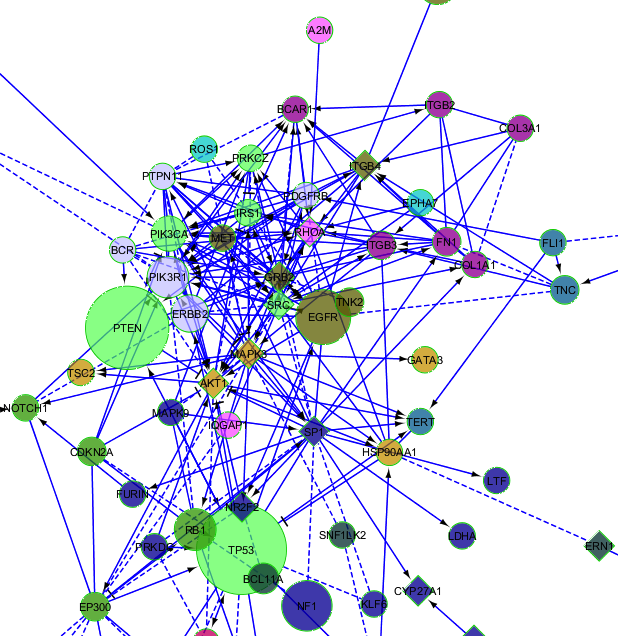 A2M
BCAR1
ITGB2
COL3A1
ROS1
PRKCZ
ITGB4
PTPN11
PDGFRB
EPHA7
IRS1
PIK3CA
MET
RHOA
ITGB3
FN1
FLI1
BCR
COL1A1
PIK3R1
GRB2
TNC
SRC
TNK2
ERBB2
EGFR
PTEN
MAPK3
GATA3
TSC2
AKT1
NOTCH1
MAPK9
IQGAP1
SP1
TERT
CDKN2A
HSP90AA1
LTF
FURIN
NR2F2
RB1
SNF1LK2
LDHA
PRKDC
TP53
ERN1
BCL11A
CYP27A1
EP300
NF1
KLF6